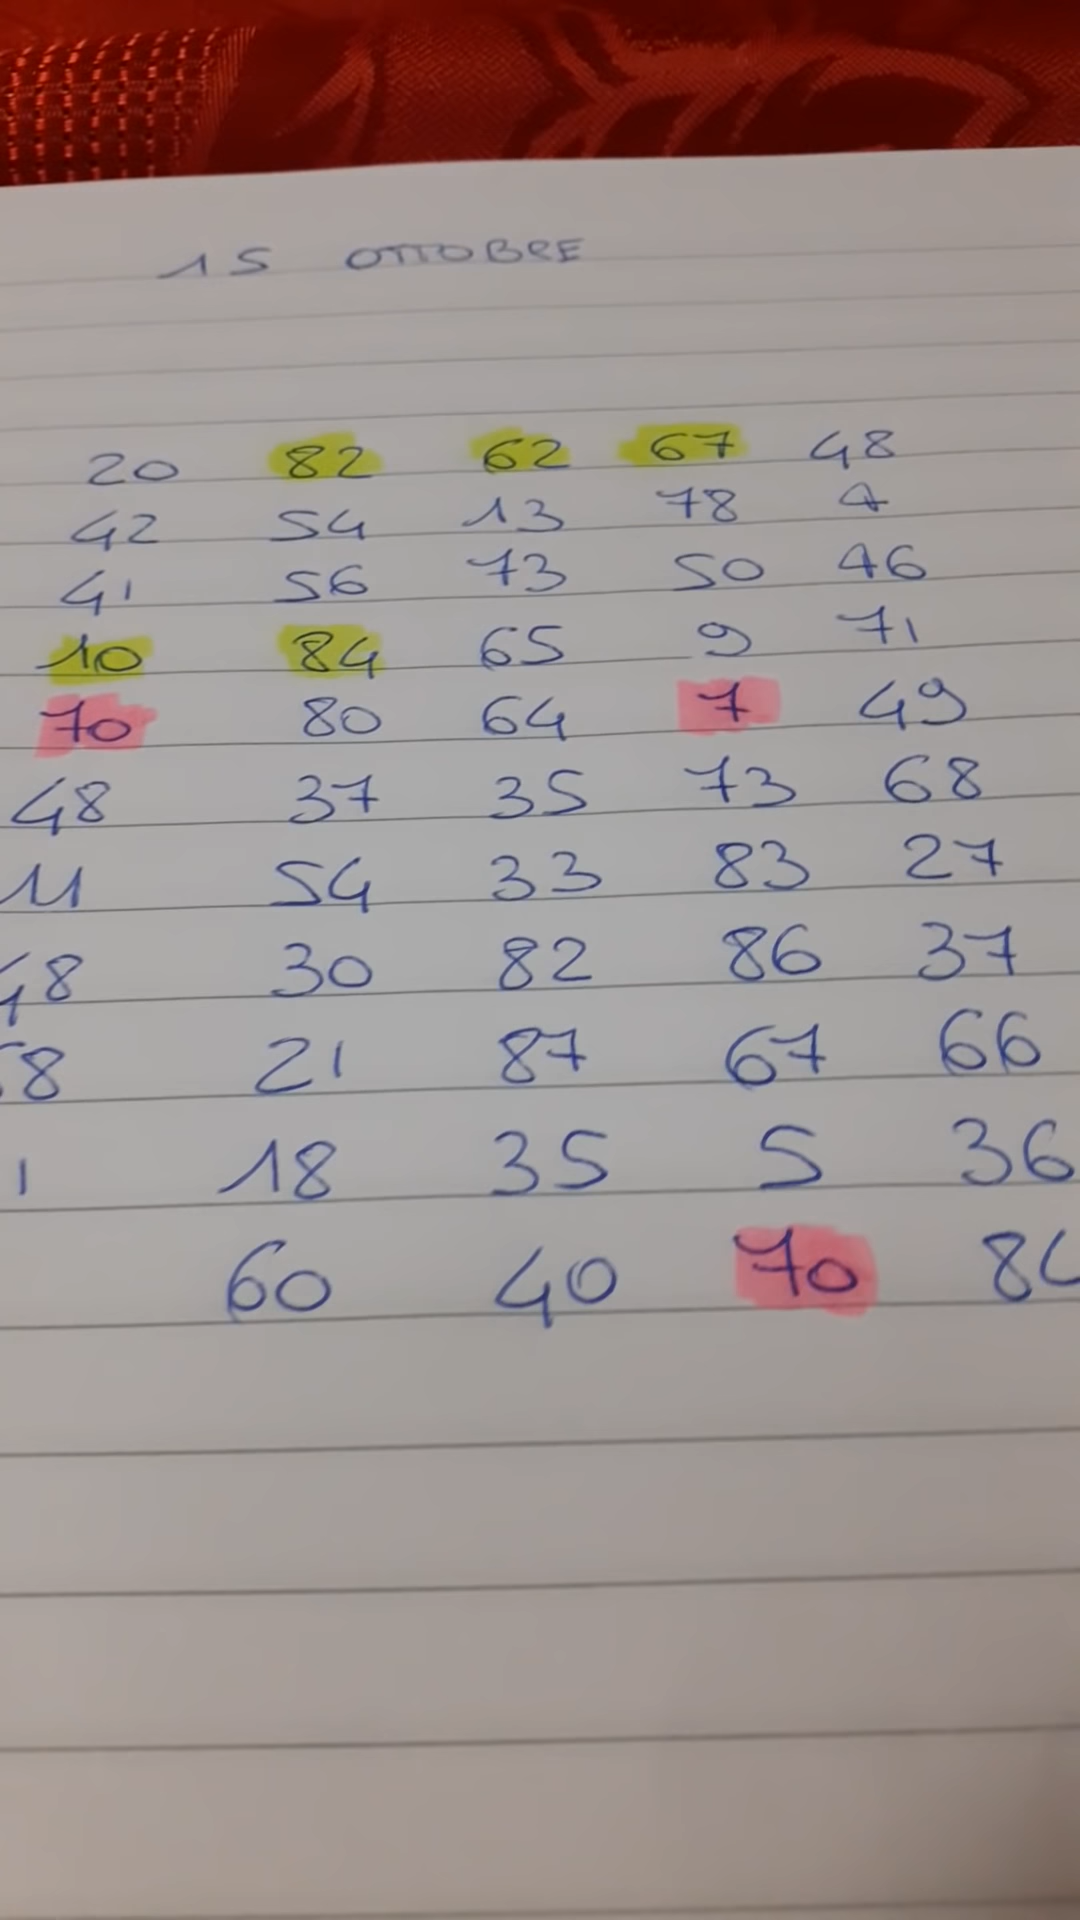 15 OTTOBRE
20 82 62 67 48
42 54 13 78 4
41 56 73 50 46
10 84 65 9 71
70 80 64 7 49
48 37 35 73 68
11 54 33 83 27
48 30 82 86 37
21 87 67 66
18 35 5 36
60 40 70